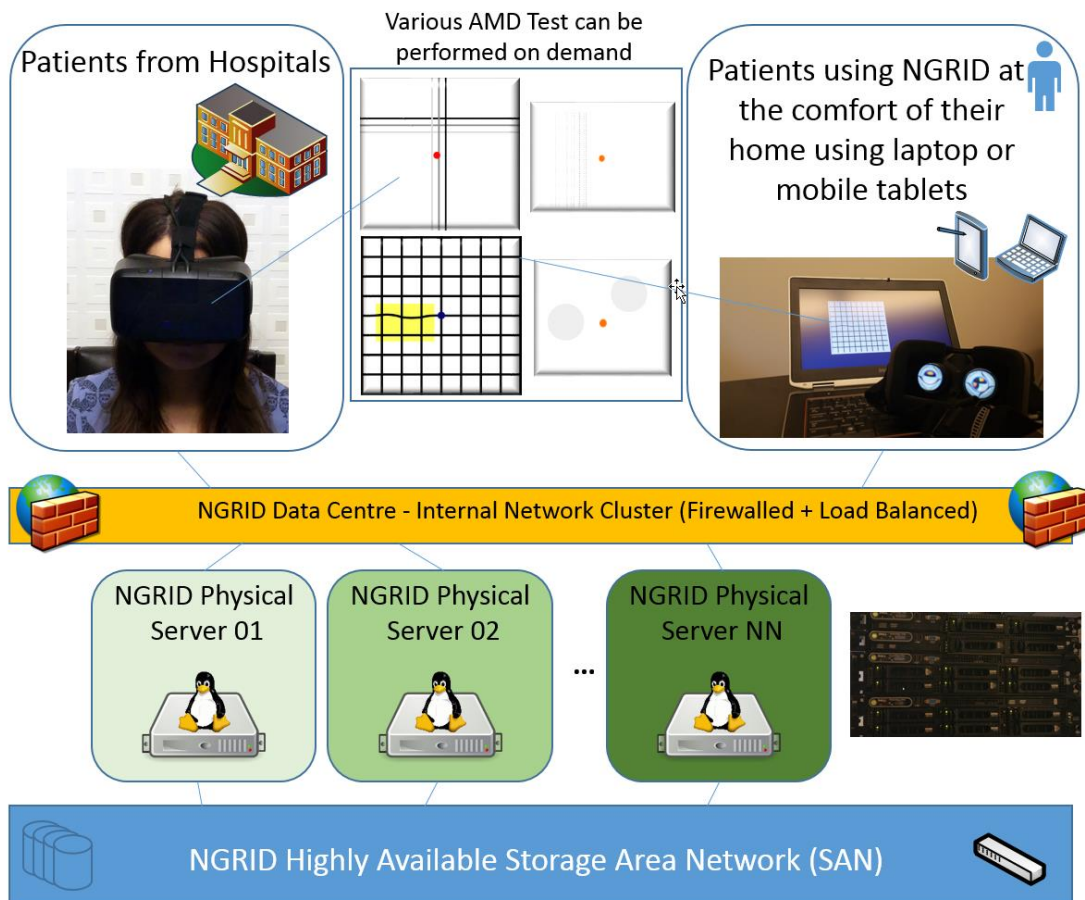 Patients from Hospitals
Various AMD Test can be
performed on demand
Patients using NGRID at
the comfort of their
home using laptop or
mobile tablets
NGRID Data Centre - Internal Network Cluster (Firewalled + Load Balanced)
NGRID Physical
Server 01
NGRID Physical
Server 02
...
NGRID Physical
Server NN
NGRID Highly Available Storage Area Network (SAN)